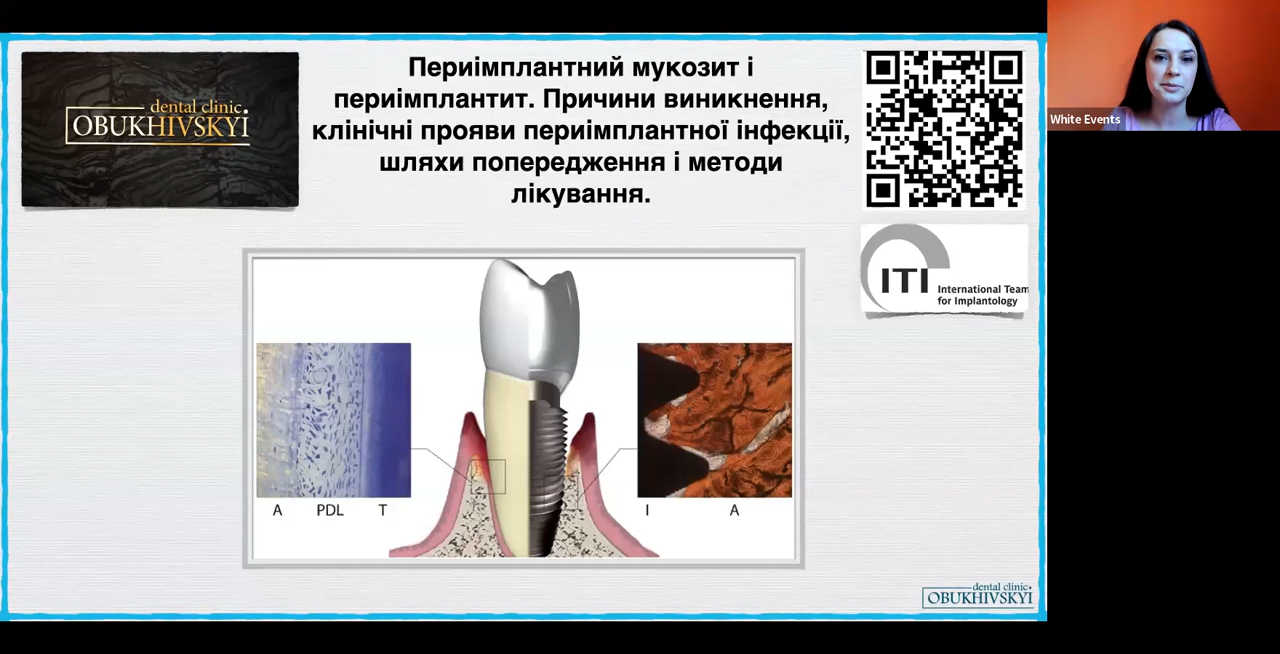 dental clinic.
OBUKHIVSKYI
Периімплантний мукозит і
периімплантит. Причини виникнення,
клінічні прояви периімплантної інфекції,
шляхи попередження і методи
лікування.
White Events
ITI
International Team
for Implantology
A PDL T
I A
dental clinic.
OBUKHIVSKYI